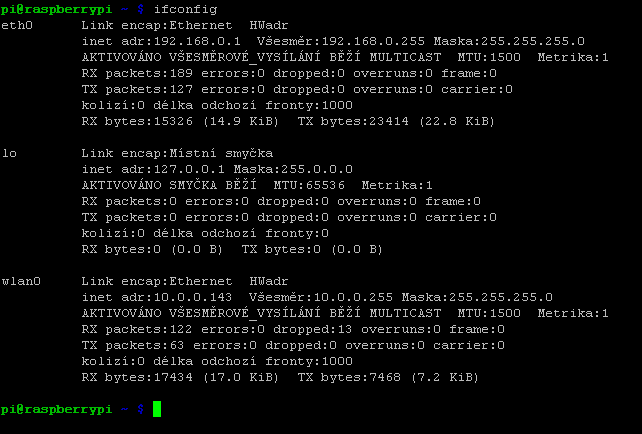 pi@raspberrypi ~ $ ifconfig
eth0      Link encap:Ethernet  HWadr
          inet adr:192.168.0.1  Všesměr:192.168.0.255 Maska:255.255.255.0
          AKTIVOVÁNO VŠESMĚROVÉ_VYSÍLÁNÍ BĚŽÍ MULTICAST  MTU:1500  Metrika:1
          RX packets:189 errors:0 dropped:0 overruns:0 frame:0
          TX packets:127 errors:0 dropped:0 overruns:0 carrier:0
          kolizí:0 délka odchozí fronty:1000
          RX bytes:15326 (14.9 KiB)  TX bytes:23414 (22.8 KiB)
lo        Link encap:Místní smyčka
          inet adr:127.0.0.1 Maska:255.0.0.0
          AKTIVOVÁNO SMYČKA BĚŽÍ  MTU:65536  Metrika:1
          RX packets:0 errors:0 dropped:0 overruns:0 frame:0
          TX packets:0 errors:0 dropped:0 overruns:0 carrier:0
          kolizí:0 délka odchozí fronty:0
          RX bytes:0 (0.0 B)  TX bytes:0 (0.0 B)
wlan0     Link encap:Ethernet  HWadr
          inet adr:10.0.0.143  Všesměr:10.0.0.255 Maska:255.255.255.0
          AKTIVOVÁNO VŠESMĚROVÉ_VYSÍLÁNÍ BĚŽÍ MULTICAST  MTU:1500  Metrika:1
          RX packets:122 errors:0 dropped:13 overruns:0 frame:0
          TX packets:63 errors:0 dropped:0 overruns:0 carrier:0
          kolizí:0 délka odchozí fronty:1000
          RX bytes:17434 (17.0 KiB)  TX bytes:7468 (7.2 KiB)
pi@raspberrypi ~ $